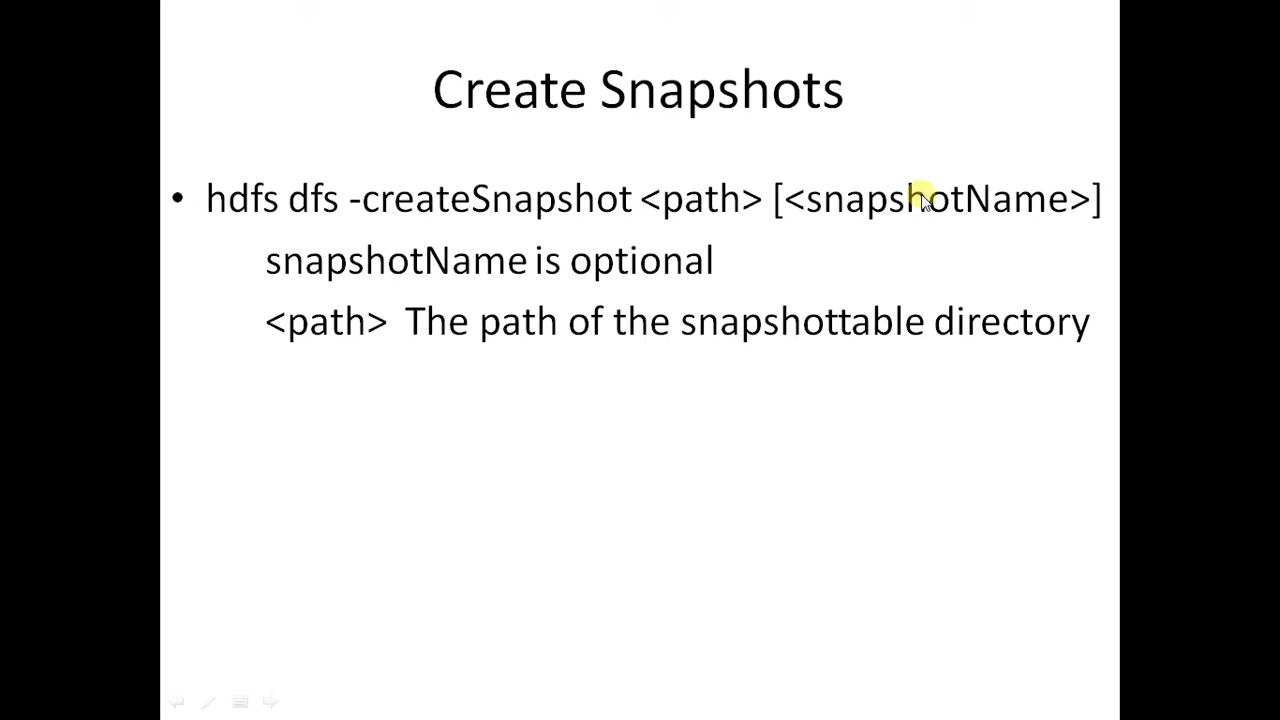 Create Snapshots
• hdfs dfs -createSnapshot <path> [<snapshotName>]
snapshotName is optional
<path> The path of the snapshottable directory